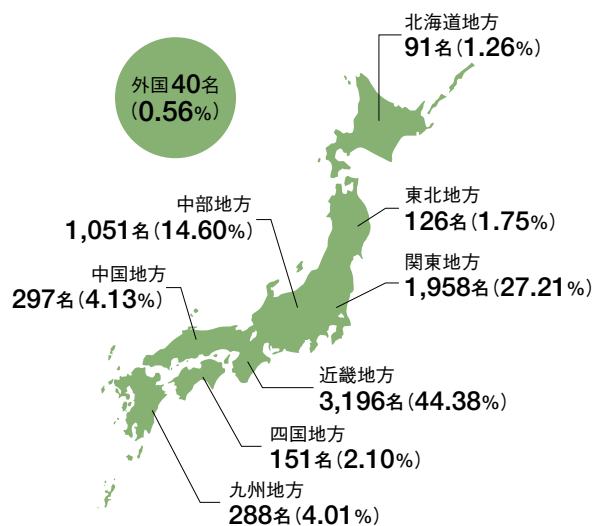 北海道地方
91名(1.26%)
外国40名
(0.56%)
東北地方
126名(1.75%)
中部地方
1,051名(14.60%)
関東地方
1,958名(27.21%)
中国地方
297名(4.13%)
近畿地方
3,196名(44.38%)
四国地方
151名(2.10%)
九州地方
288名(4.01%)